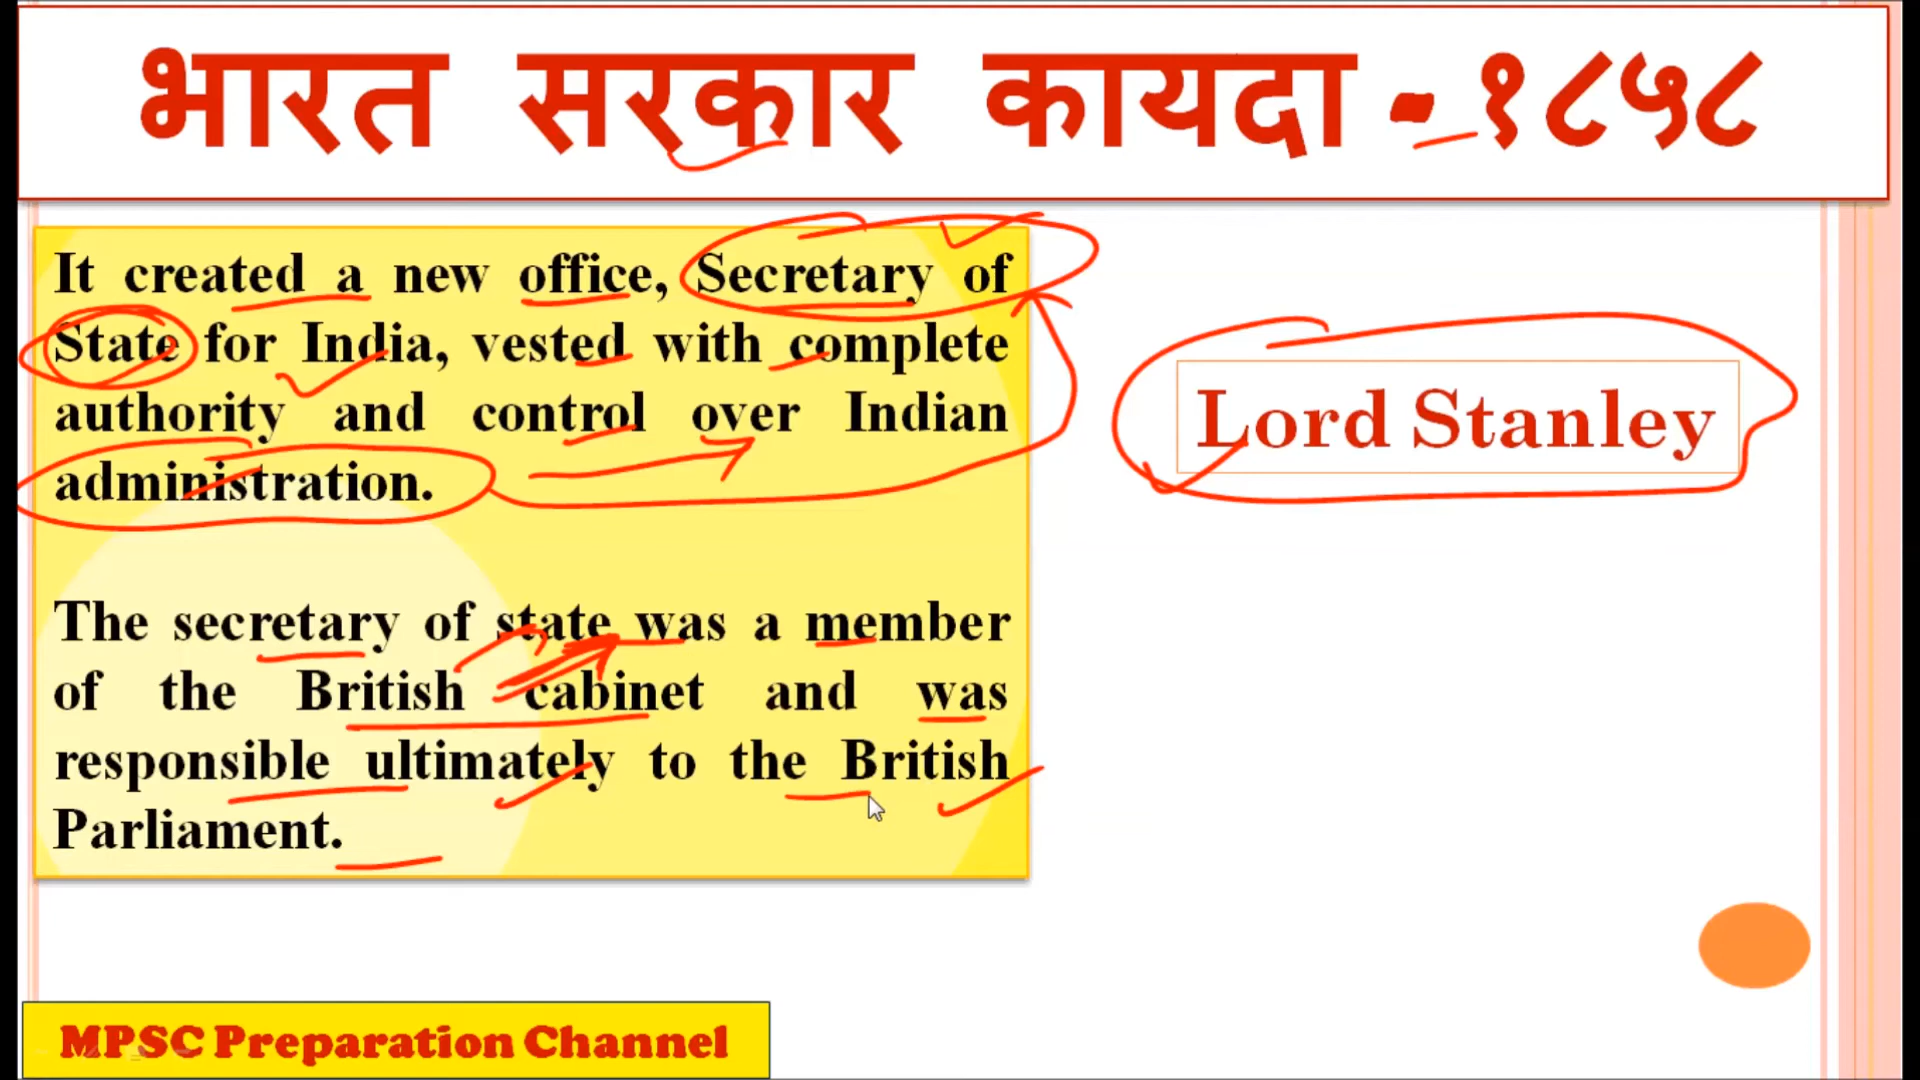 भारत सरकार कायदा - १८५८
It created a new office, Secretary of
State for India, vested with complete
authority and control over Indian
administration.
Lord Stanley
The secretary of state was a member
of the British cabinet and was
responsible ultimately to the British
Parliament.
MPSC Preparation Channel